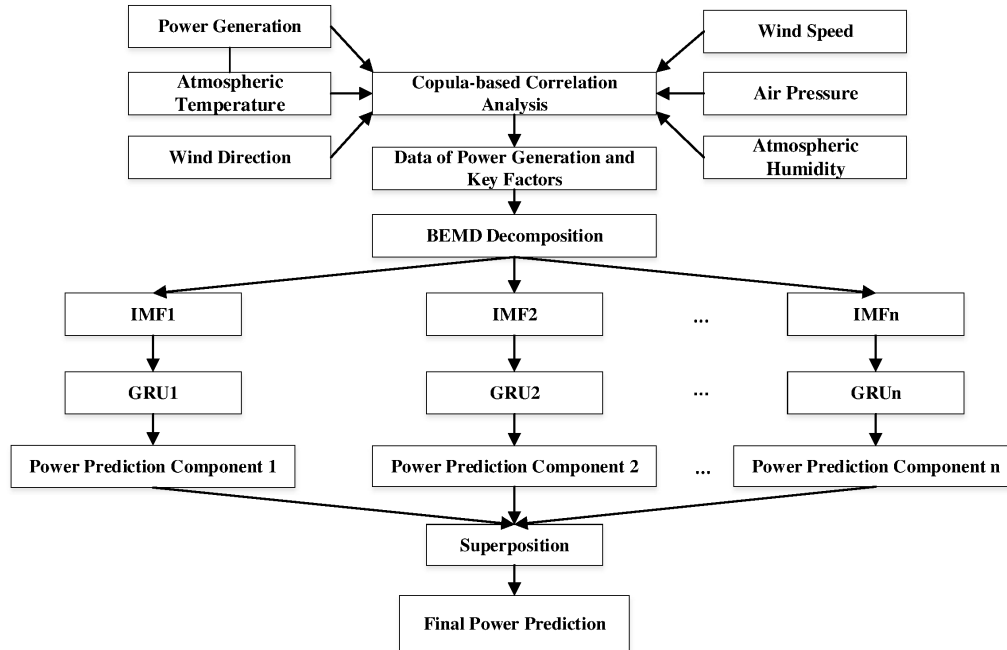 Power Generation
Wind Speed
Atmospheric
Temperature
Copula-based Correlation
Analysis
Air Pressure
Wind Direction
Data of Power Generation and
Key Factors
Atmospheric
Humidity
BEMD Decomposition
IMF1
IMF2
...
IMFn
GRU1
GRU2
...
GRUn
Power Prediction Component 1
Power Prediction Component 2
...
Power Prediction Component n
Superposition
Final Power Prediction